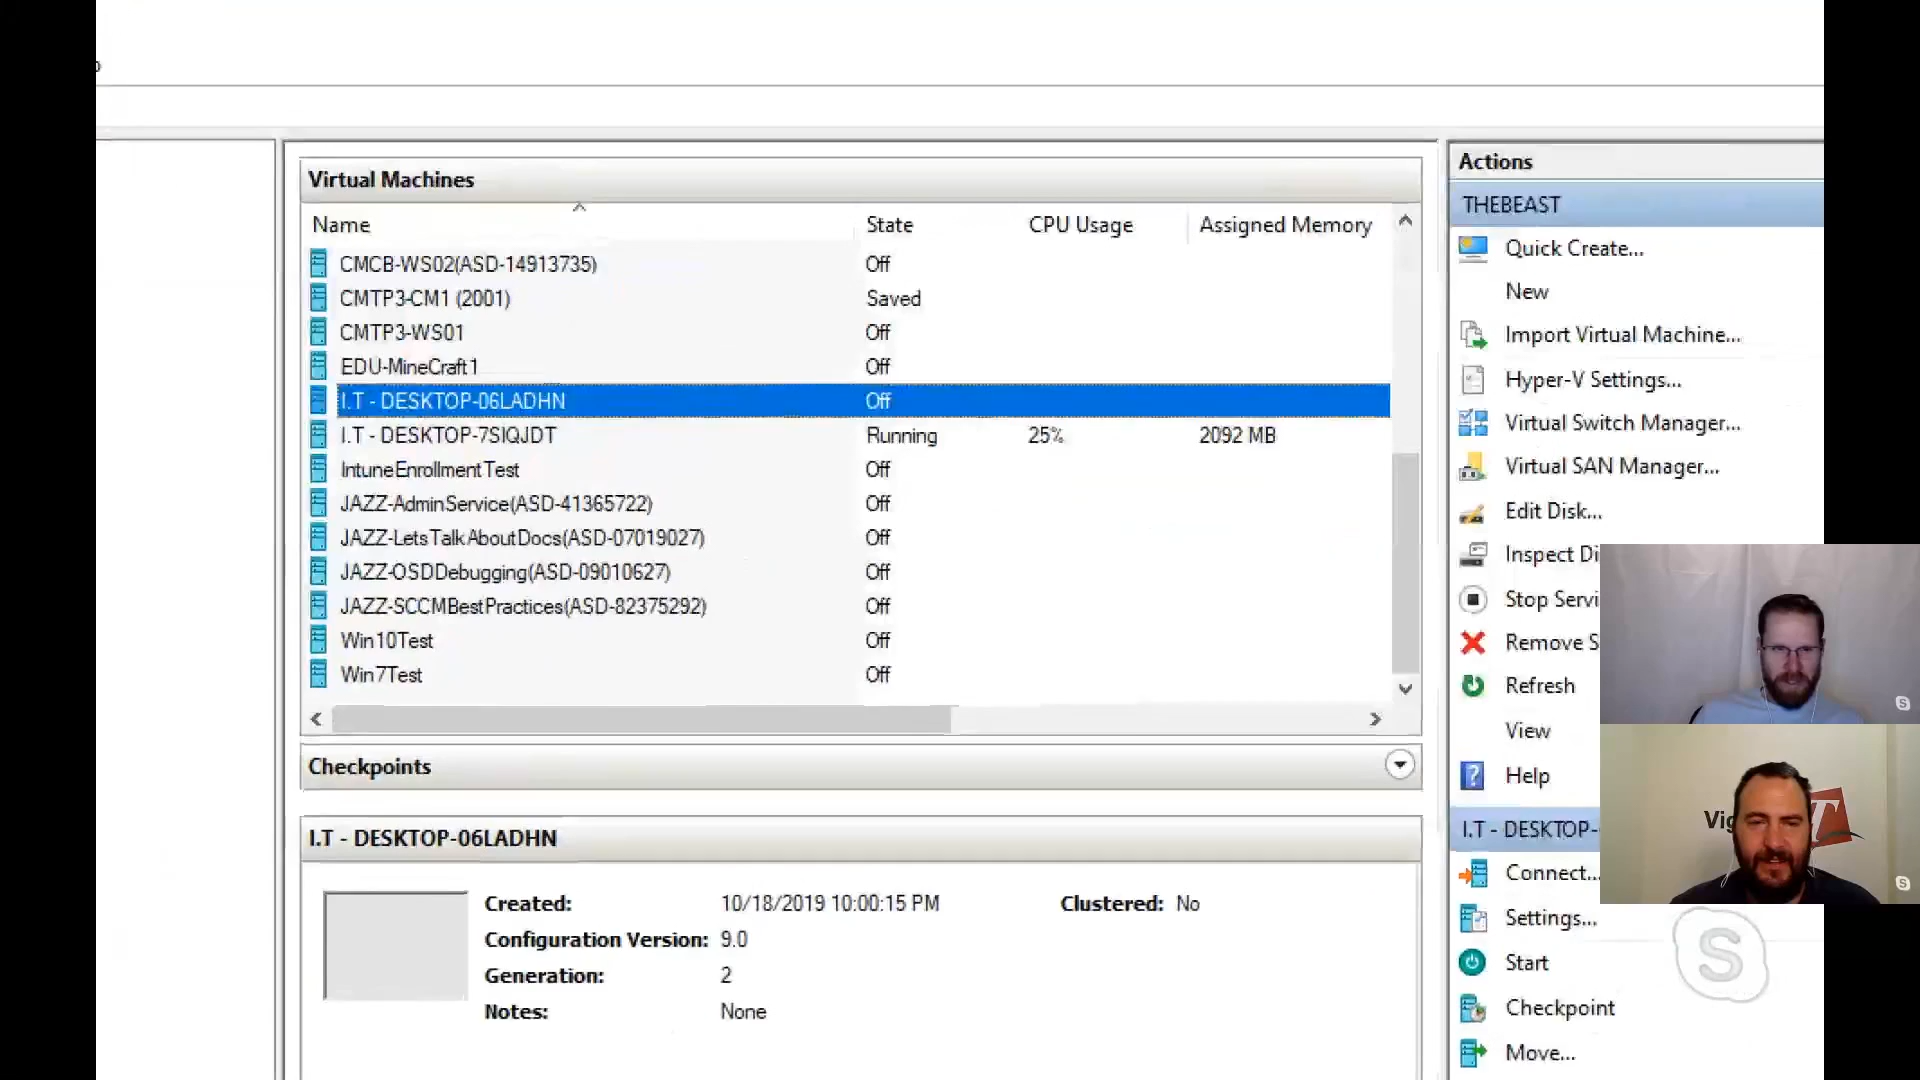 Virtual Machines
Name State CPU Usage Assigned Memory
CMCB-WS02(ASD-14913735) Off
CMTP3-CM1 (2001) Saved
CMTP3-WS01 Off
EDU-MineCraft1 Off
I.T - DESKTOP-06LADHN Off
I.T - DESKTOP-7SIQJDT Running 25% 2092 MB
IntuneEnrollmentTest Off
JAZZ-AdminService(ASD-41365722) Off
JAZZ-LetsTalkAboutDocs(ASD-07019027) Off
JAZZ-OSDDebugging(ASD-09010627) Off
JAZZ-SCCMBestPractices(ASD-82375292) Off
Win10Test Off
Win7Test Off
Checkpoints
I.T - DESKTOP-06LADHN
Created: 10/18/2019 10:00:15 PM Clustered: No
Configuration Version: 9.0
Generation: 2
Notes: None
Actions
THEBEAST
Quick Create...
New
Import Virtual Machine...
Hyper-V Settings...
Virtual Switch Manager...
Virtual SAN Manager...
Edit Disk...
Inspect Di
Stop Servi
Remove S
Refresh
View
Help
I.T - DESKTOP-
Connect...
Settings...
Start
Checkpoint
Move...
Vig
T
S